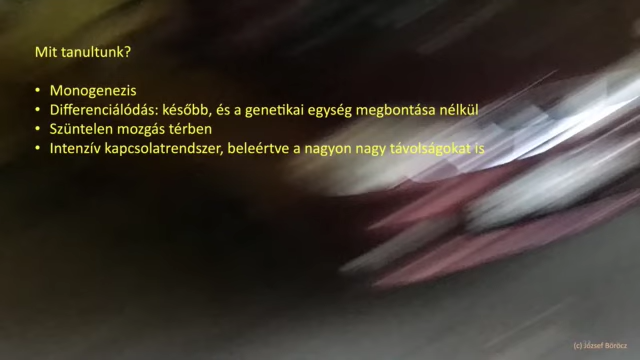 Mit tanultunk?
• Monogenezis
• Differenciálódás: később, és a genetikai egység megbontása nélkül
• Szüntelen mozgás térben
• Intenzív kapcsolatrendszer, beleértve a nagyon nagy távolságokat is
(c) József Böröcz